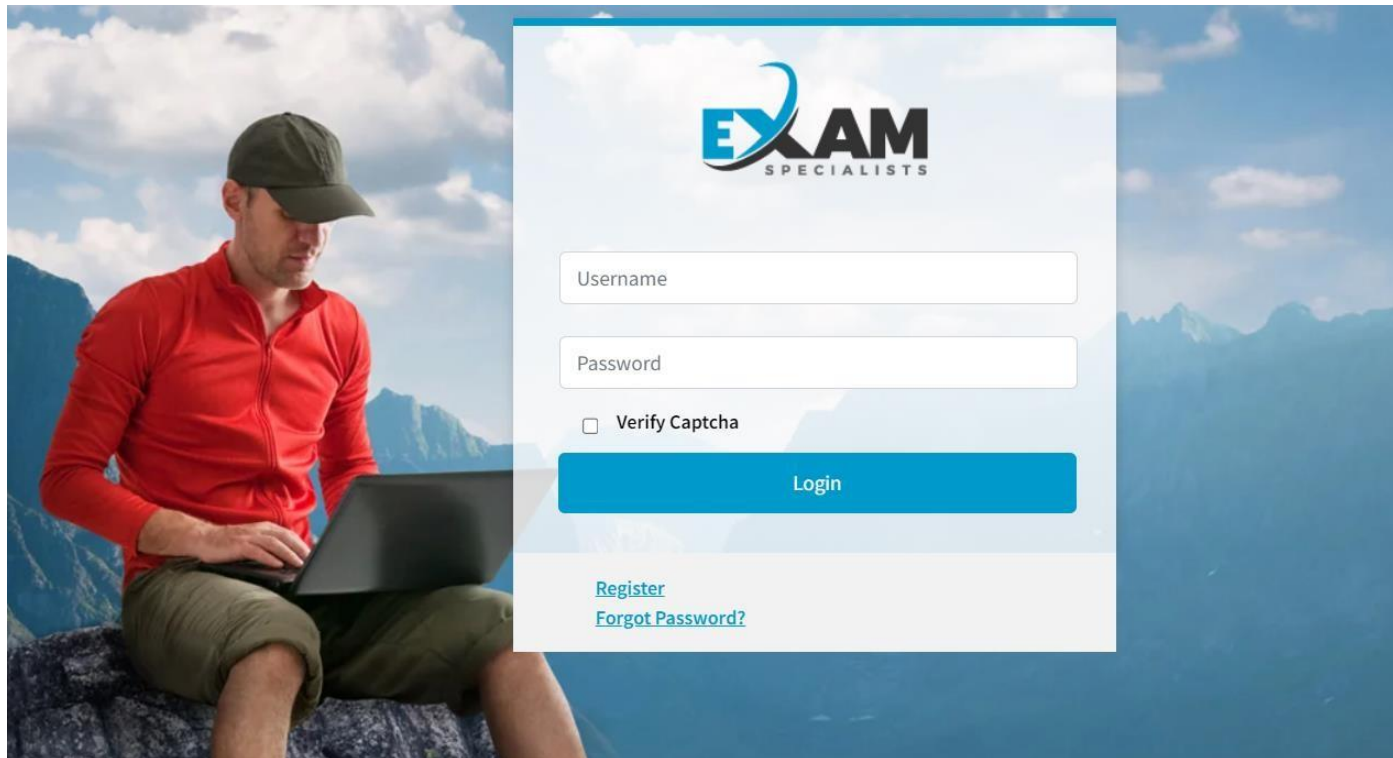 EXAM
SPECIALISTS
Username
Password
Verify Captcha
Login
Register
Forgot Password?